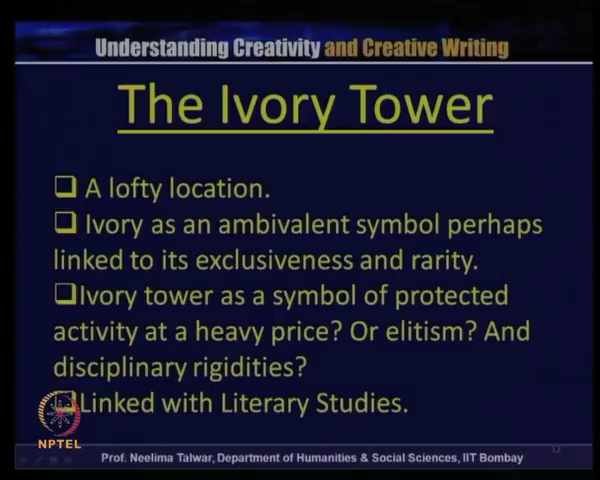 Understanding Creativity and Creative Writing
The Ivory Tower
❑ A lofty location.
❑ Ivory as an ambivalent symbol perhaps
linked to its exclusiveness and rarity.
❑Ivory tower as a symbol of protected
activity at a heavy price? Or elitism? And
disciplinary rigidities?
❑Linked with Literary Studies.
NPTEL
Prof. Neelima Talwar, Department of Humanities & Social Sciences, IIT Bombay
12